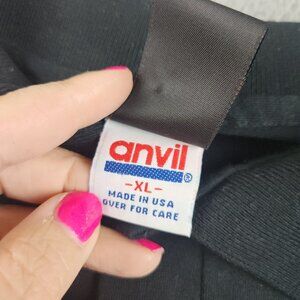 anvil
®
-XL-
MADE IN USA
OVER FOR CARE